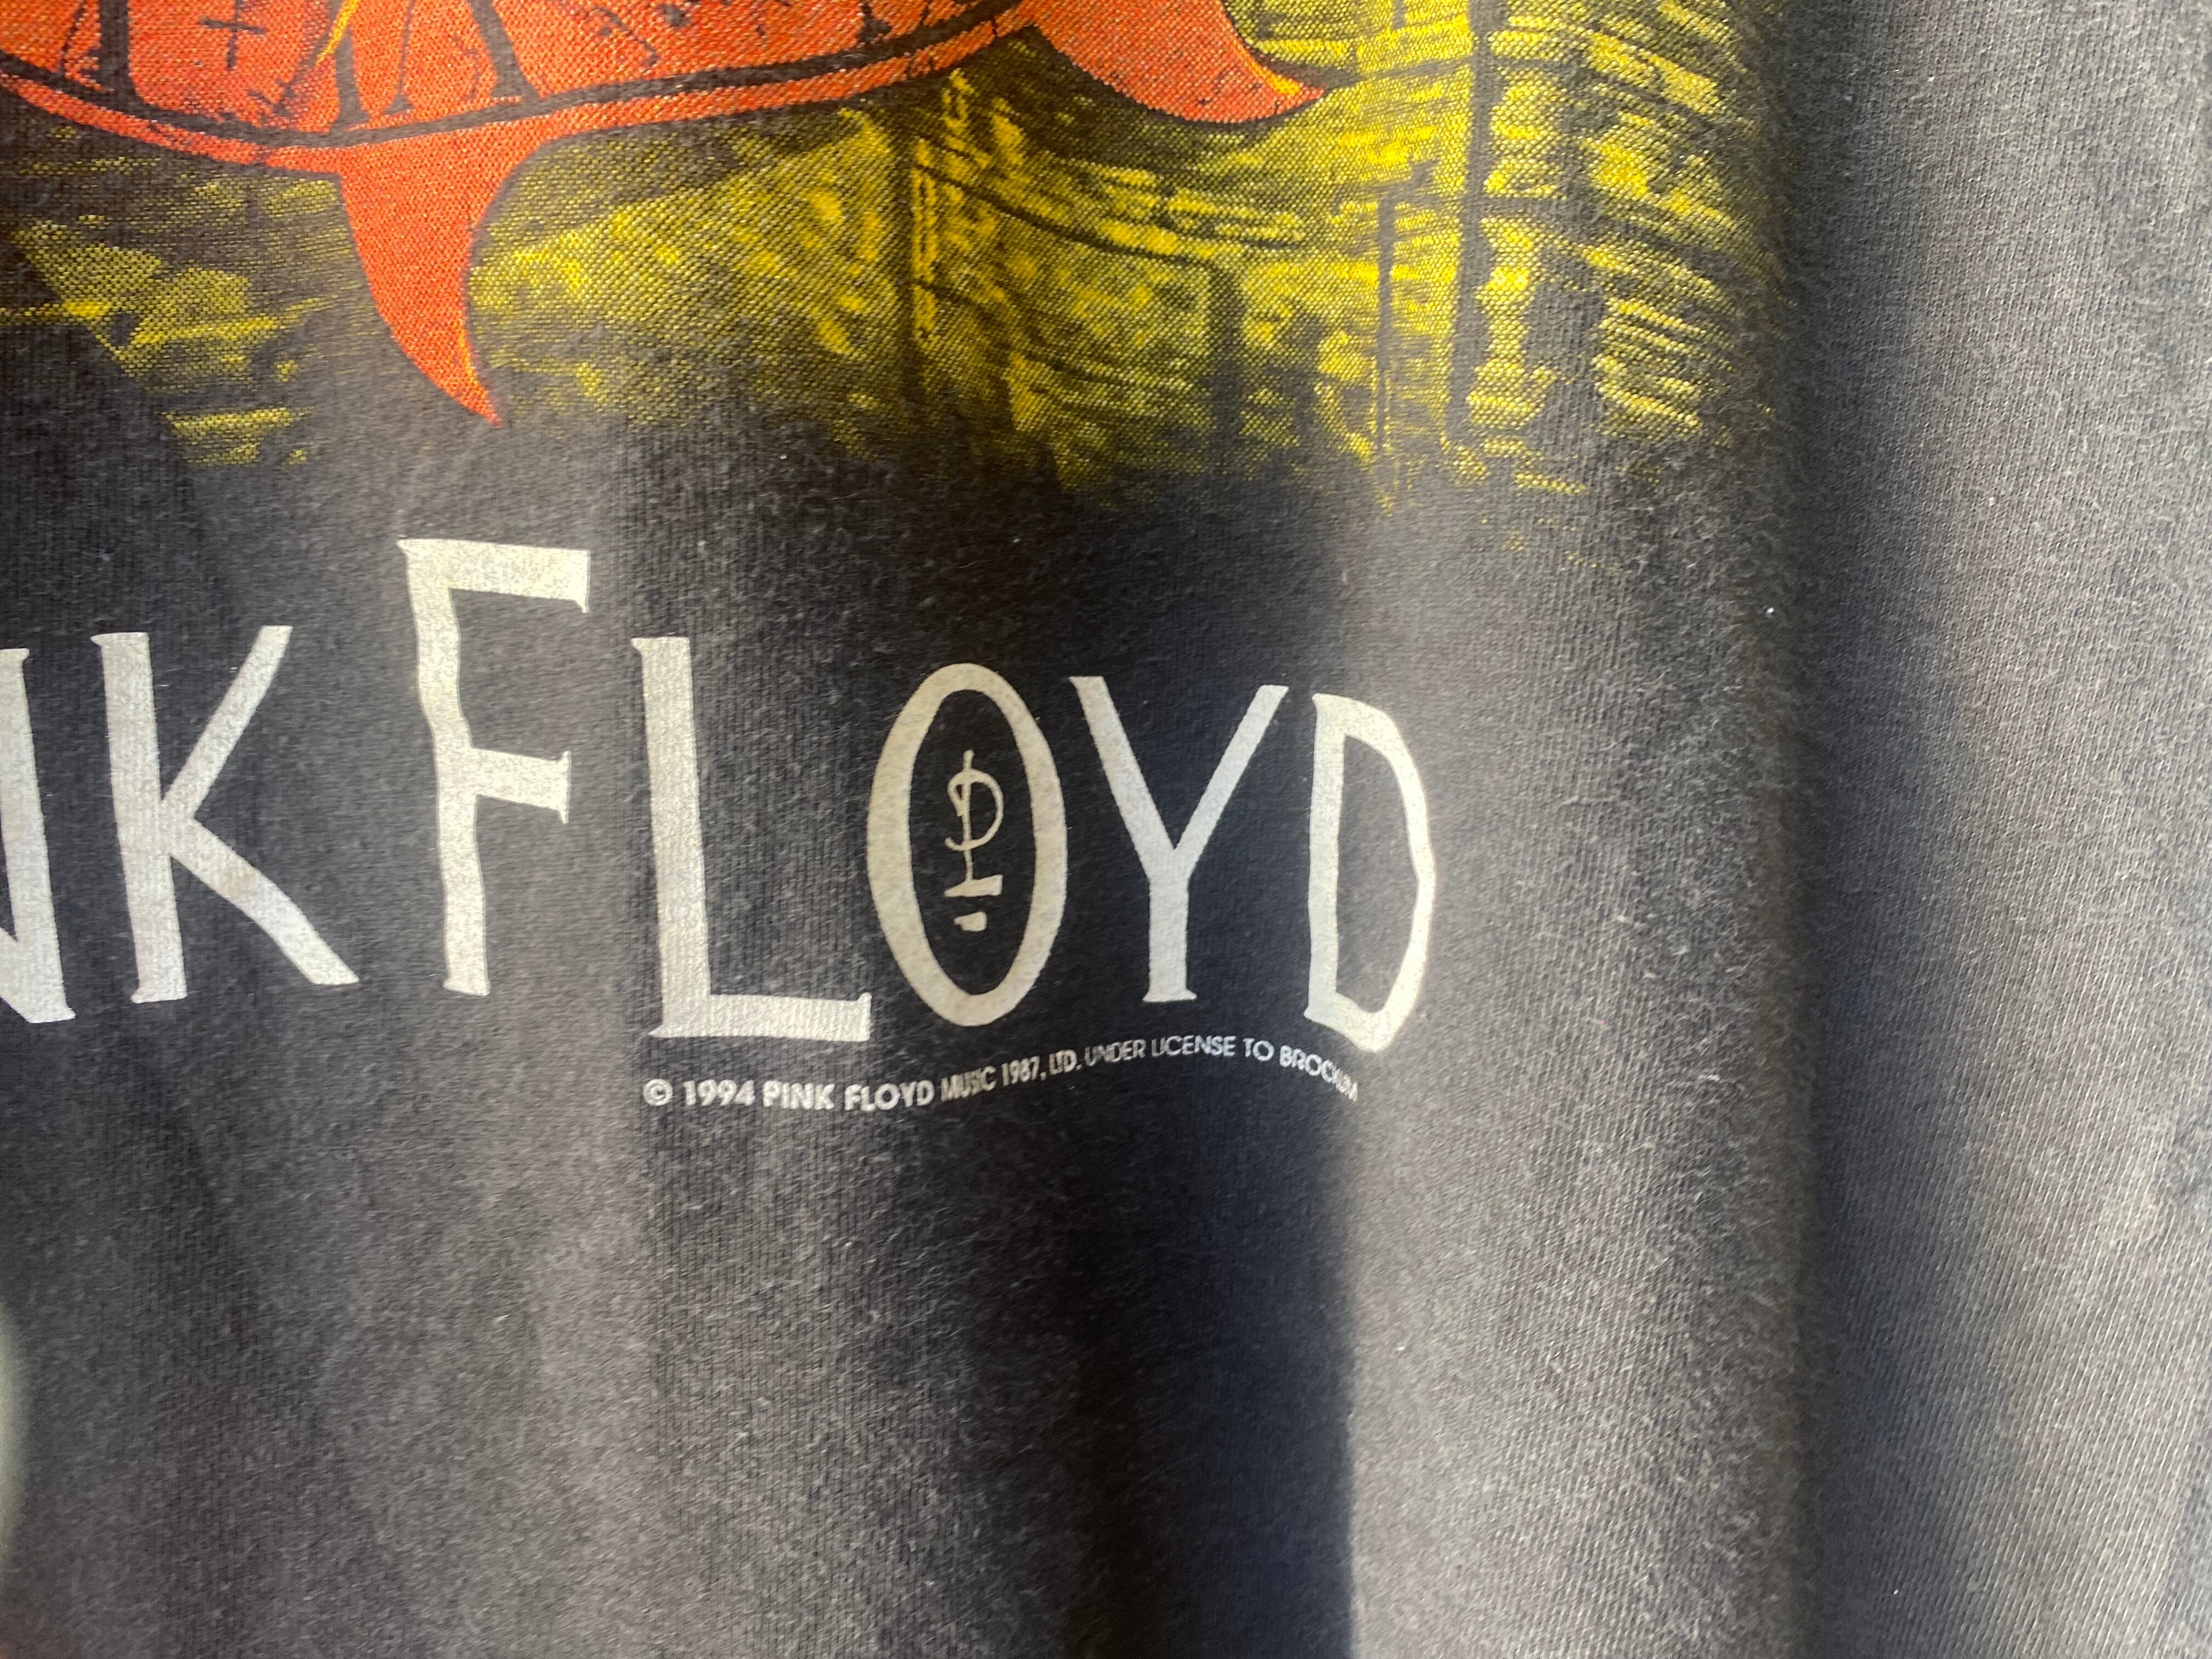 NK FLOYD
© 1994 PINK FLOYD MUSIC 1987, LTD. UNDER LICENSE TO BROCKUM